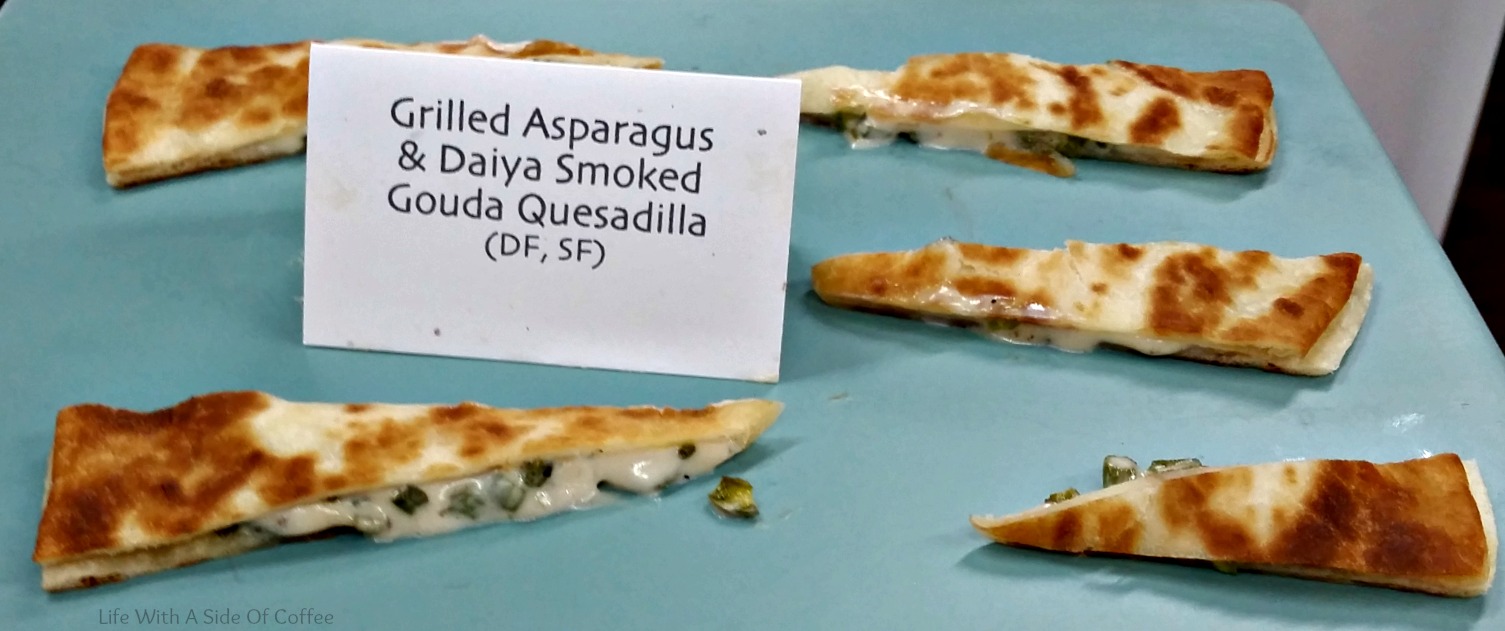 Grilled Asparagus
& Daiya Smoked
Gouda Quesadilla
(DF, SF)
Life With A Side Of Coffee